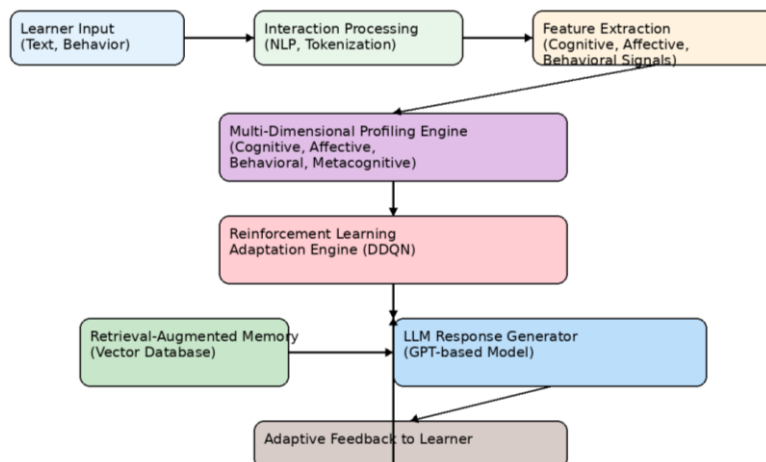 Learner Input
(Text, Behavior)
Interaction Processing
(NLP, Tokenization)
Feature Extraction
(Cognitive, Affective,
Behavioral Signals)
Multi-Dimensional Profiling Engine
(Cognitive, Affective,
Behavioral, Metacognitive)
Reinforcement Learning
Adaptation Engine (DDQN)
Retrieval-Augmented Memory
(Vector Database)
LLM Response Generator
(GPT-based Model)
Adaptive Feedback to Learner